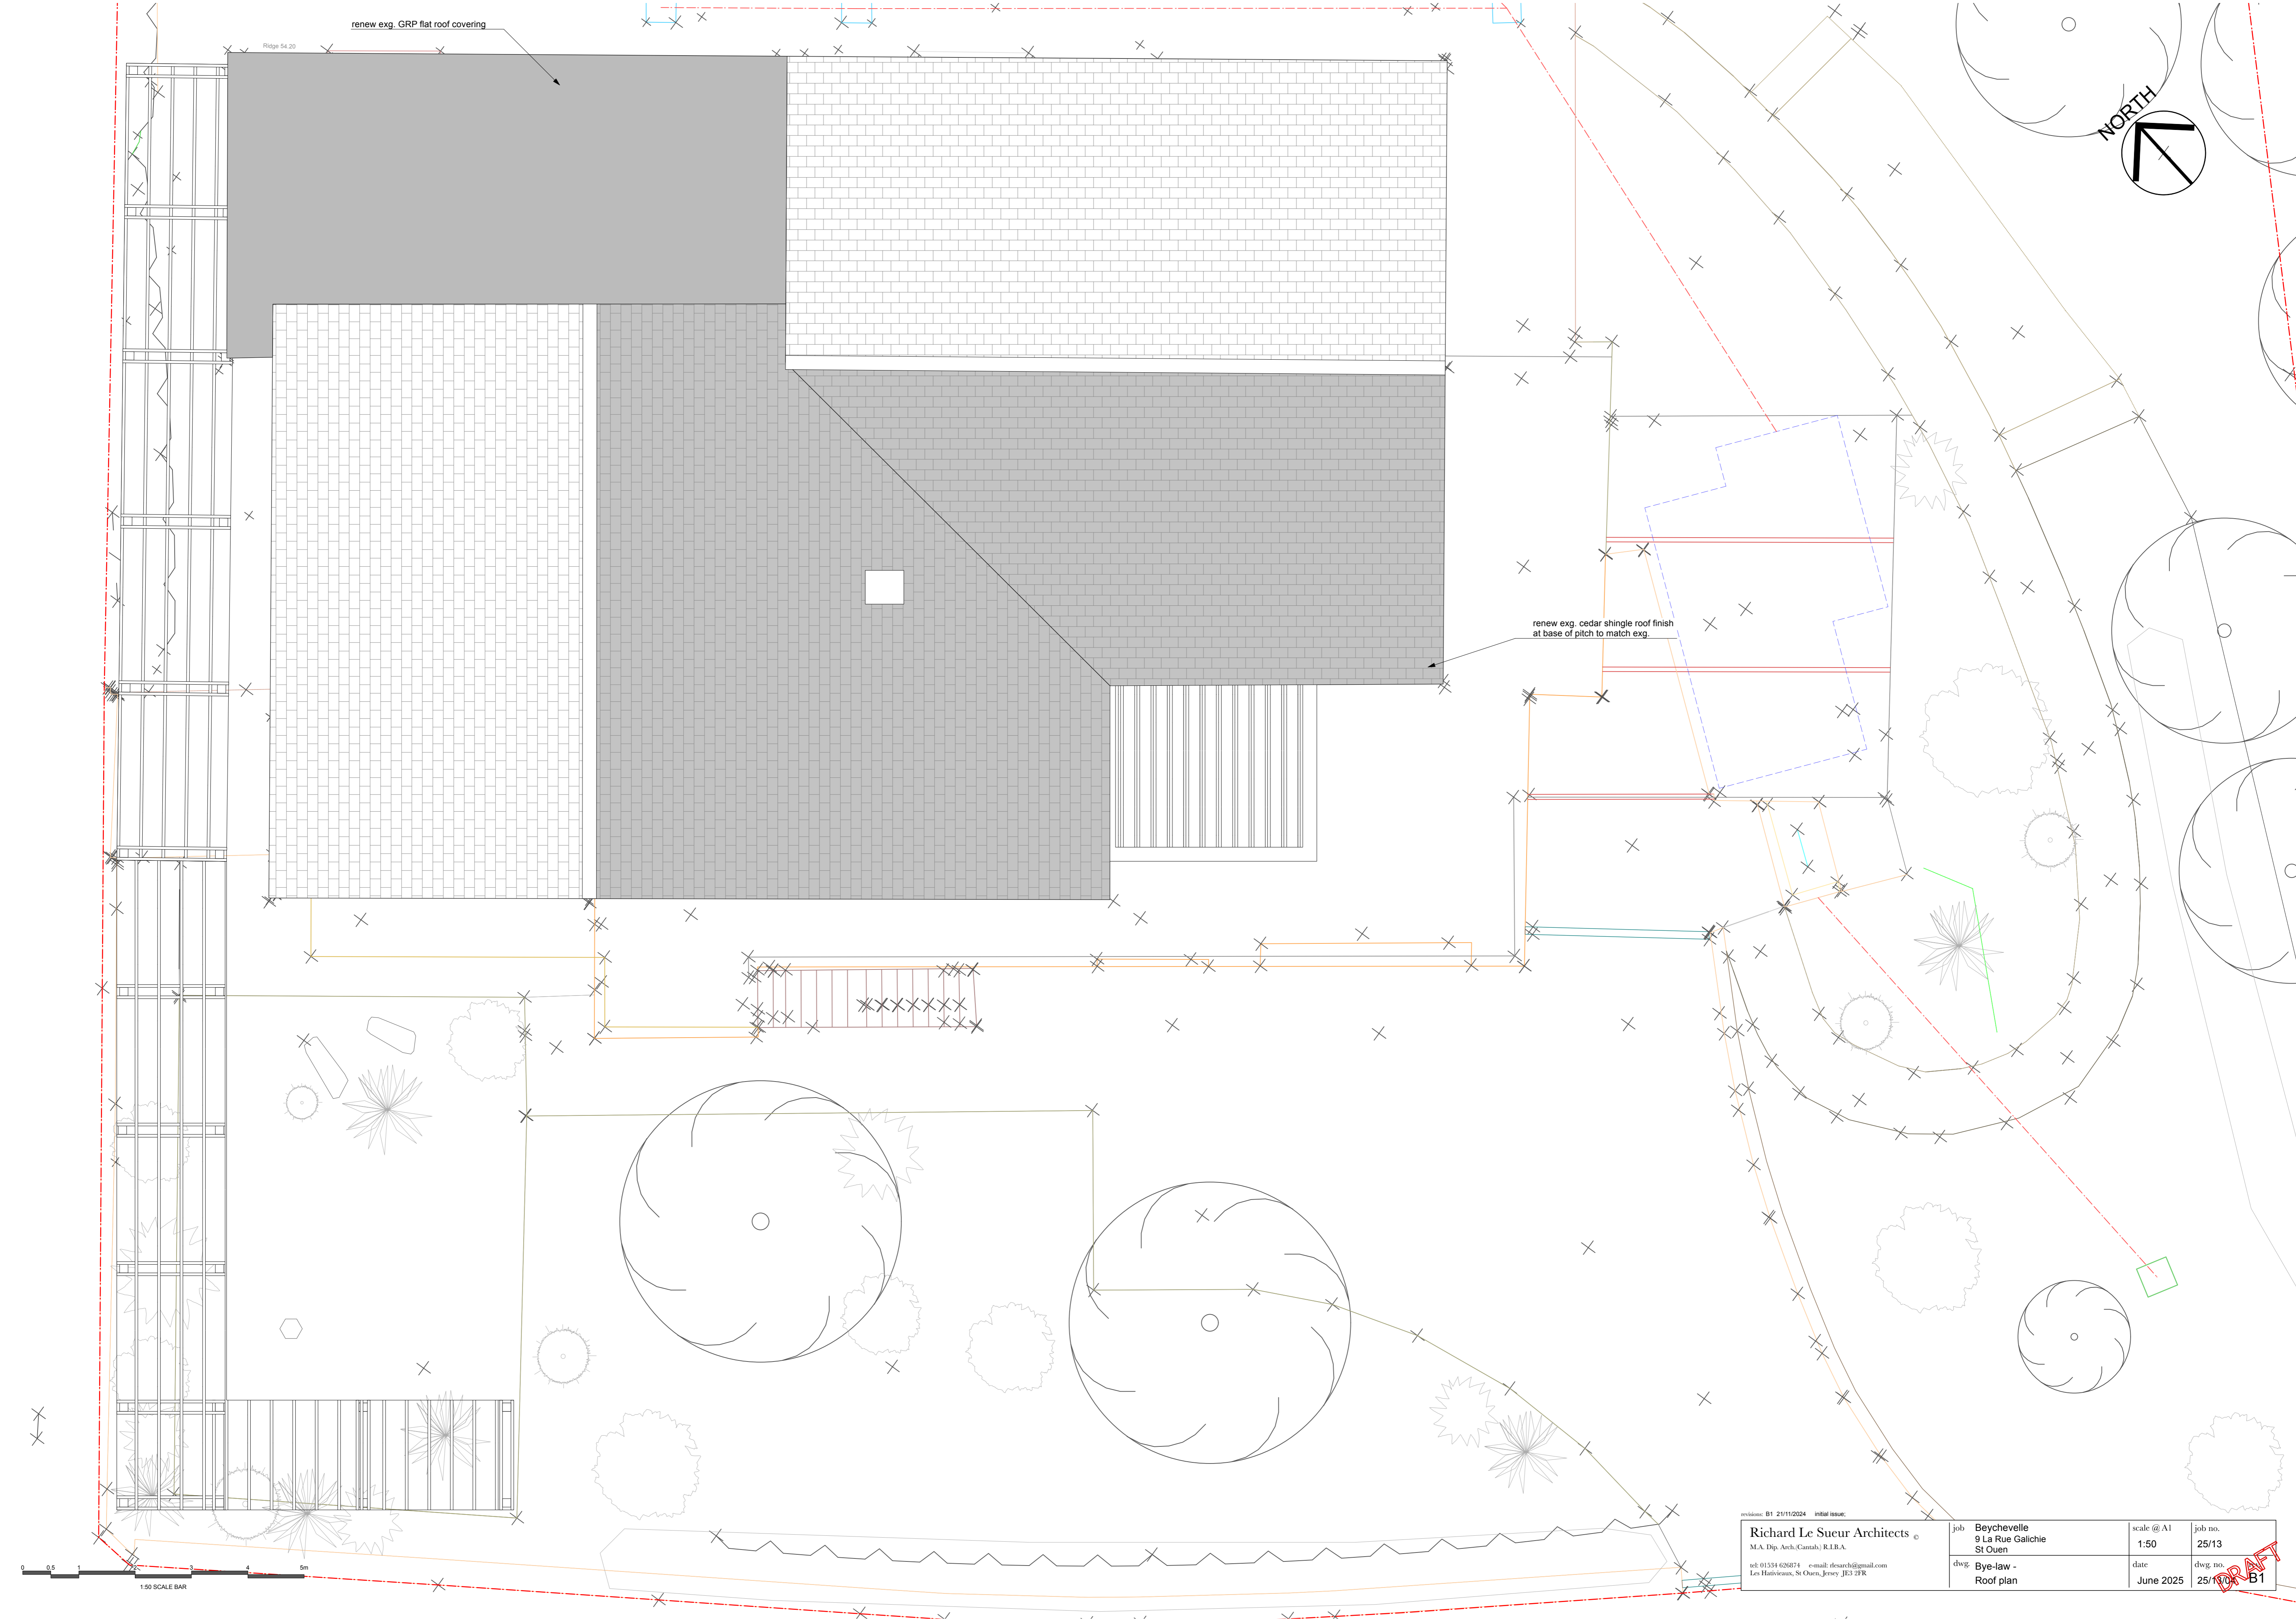 renew exg. GRP flat roof covering
Ridge 54.20
NORTH
renew exg. cedar shingle roof finish
at base of pitch to match exg.
0 0.5 1 3 4 5m
1:50 SCALE BAR
revisions: B1 21/11/2024 initial issue;
Richard Le Sueur Architects ©
M.A. Dip. Arch.(Cantab.) R.I.B.A.
tel: 01534 626874 e-mail: rlesarch@gmail.com
Les Hativieaux, St Ouen, Jersey JE3 2FR
job Beychevelle
9 La Rue Galichie
St Ouen
dwg. Bye-law -
Roof plan
scale @ A1
1:50
date
June 2025
job no.
25/13
dwg. no.
B1
DRAFT